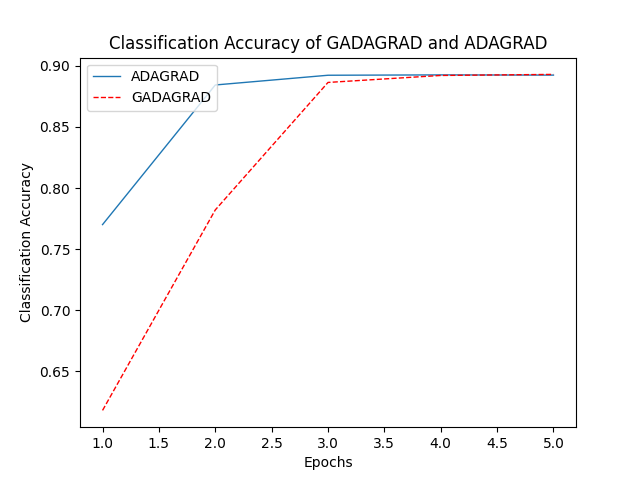 Classification Accuracy of GADAGRAD and ADAGRAD
ADAGRAD
GADAGRAD
Classification Accuracy
0.90
0.85
0.80
0.75
0.70
0.65
1.0 1.5 2.0 2.5 3.0 3.5 4.0 4.5 5.0
Epochs